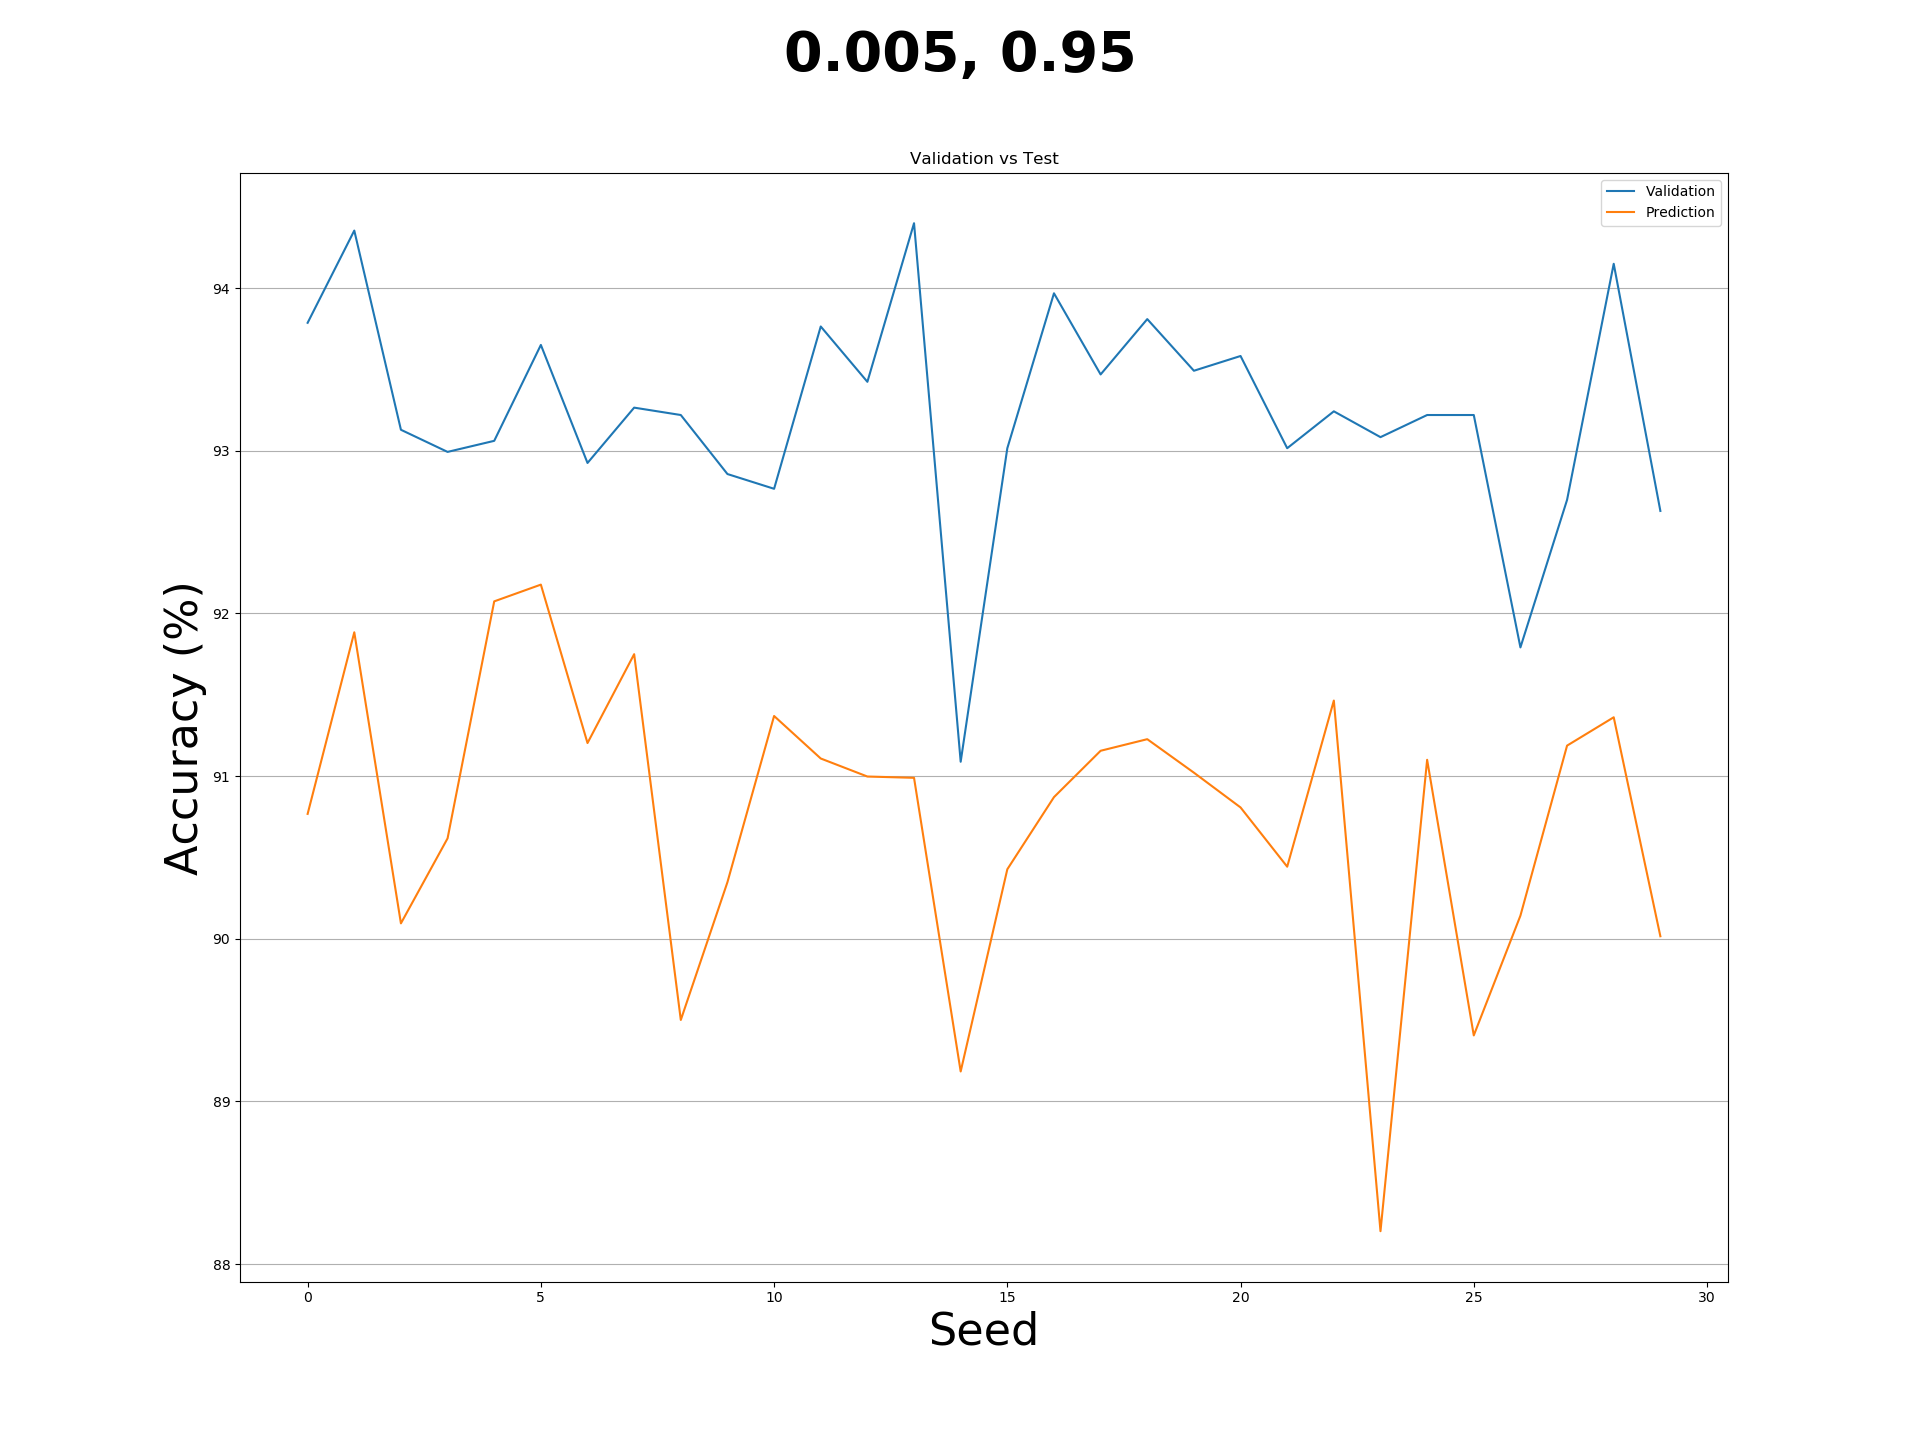 0.005, 0.95
Validation vs Test
Validation
Prediction
Accuracy (%)
94
93
92
91
90
89
88
0 5 10 15 20 25 30
Seed